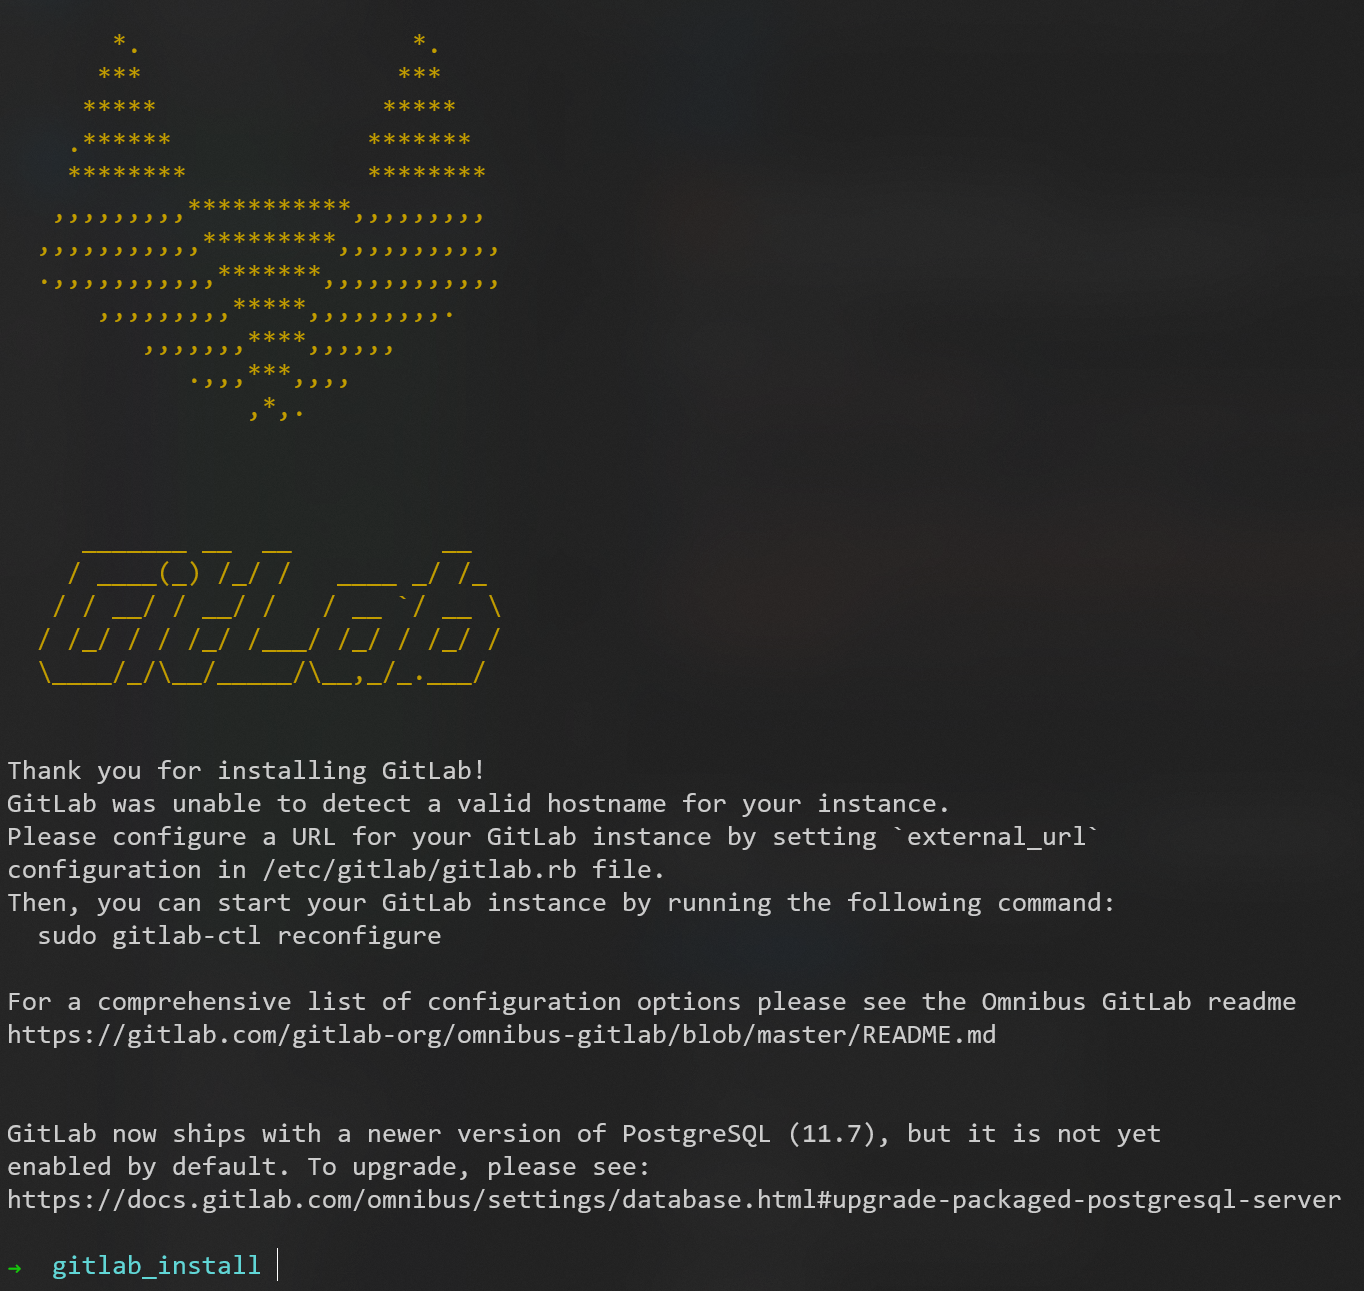 *.                  *.
      ***                 ***
     *****               *****
    .******             *******
    ********            ********
   ,,,,,,,,,***********,,,,,,,,,
  ,,,,,,,,,,,*********,,,,,,,,,,,
  .,,,,,,,,,,,*******,,,,,,,,,,,,
      ,,,,,,,,,*****,,,,,,,,,.
         ,,,,,,,****,,,,,,
            .,,,***,,,,
                ,*,.
     _______ __  __          __
    / ____(_) /_/ /   ____ _/ /_
   / / __/ / __/ /   / __ `/ __ \
  / /_/ / / /_/ /___/ /_/ / /_/ /
  \____/_/\__/_____/\__,_/_.___/
Thank you for installing GitLab!
GitLab was unable to detect a valid hostname for your instance.
Please configure a URL for your GitLab instance by setting `external_url`
configuration in /etc/gitlab/gitlab.rb file.
Then, you can start your GitLab instance by running the following command:
  sudo gitlab-ctl reconfigure
For a comprehensive list of configuration options please see the Omnibus GitLab readme
https://gitlab.com/gitlab-org/omnibus-gitlab/blob/master/README.md
GitLab now ships with a newer version of PostgreSQL (11.7), but it is not yet
enabled by default. To upgrade, please see:
https://docs.gitlab.com/omnibus/settings/database.html#upgrade-packaged-postgresql-server
→  gitlab_install